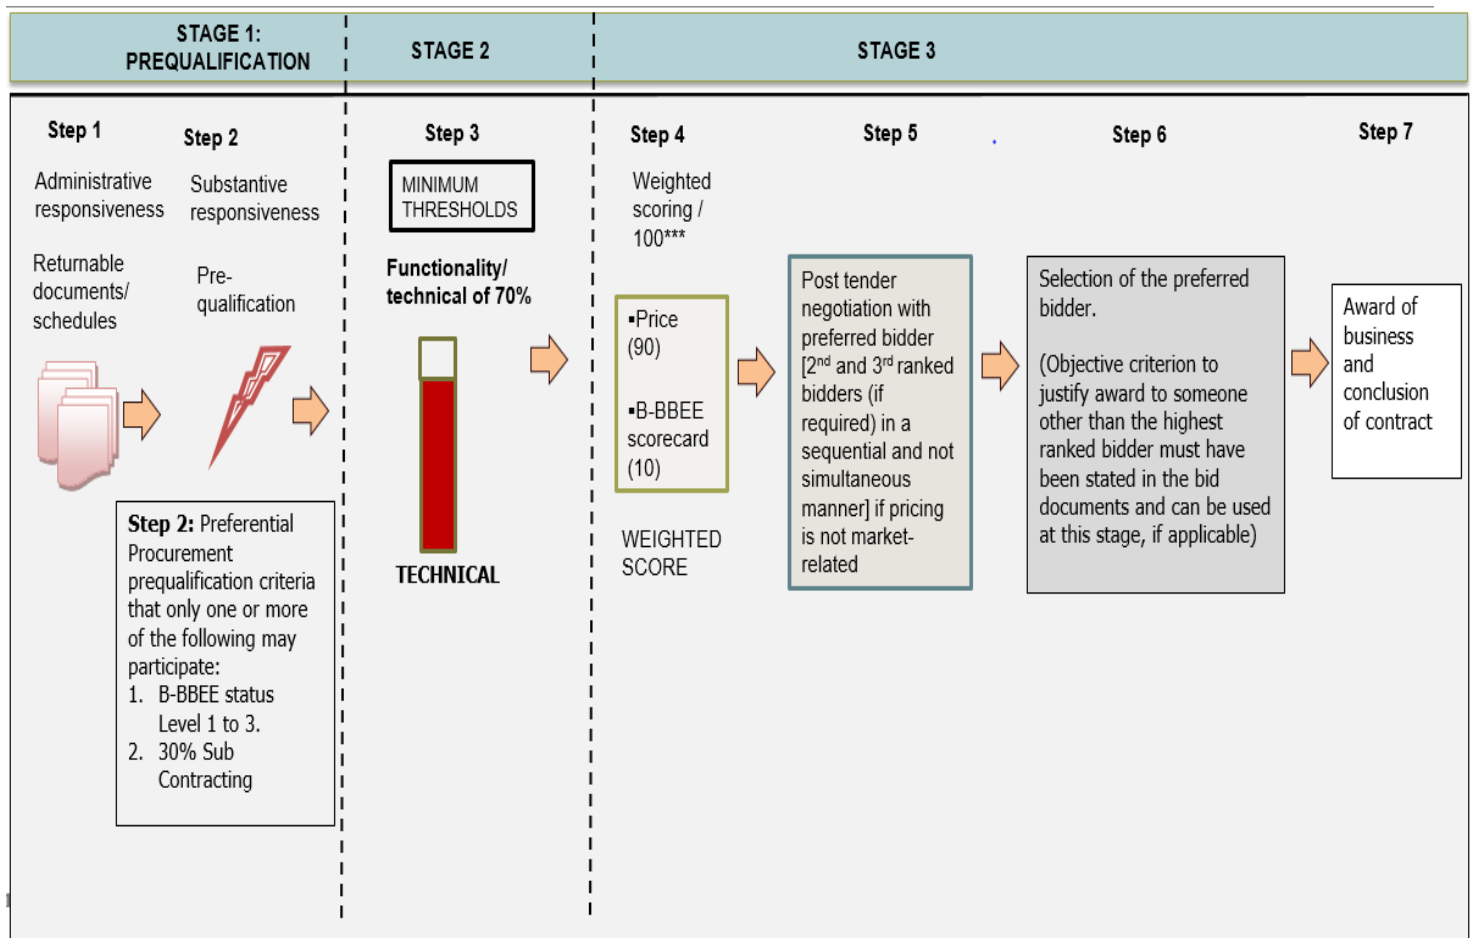 STAGE 1:
PREQUALIFICATION
STAGE 2
STAGE 3
Step 1
Administrative
responsiveness
Returnable
documents/
schedules
Step 2
Substantive
responsiveness
Pre-
qualification
Step 2: Preferential
Procurement
prequalification criteria
that only one or more
of the following may
participate:
1. B-BBEE status
Level 1 to 3.
2. 30% Sub
Contracting
Step 3
MINIMUM
THRESHOLDS
Functionality/
technical of 70%
TECHNICAL
Step 4
Weighted
scoring /
100***
▪Price
(90)
▪B-BBEE
scorecard
(10)
WEIGHTED
SCORE
Step 5
Post tender
negotiation with
preferred bidder
[2nd and 3rd ranked
bidders (if
required) in a
sequential and not
simultaneous
manner] if pricing
is not market-
related
Step 6
Selection of the preferred
bidder.
(Objective criterion to
justify award to someone
other than the highest
ranked bidder must have
been stated in the bid
documents and can be used
at this stage, if applicable)
Step 7
Award of
business
and
conclusion
of contract